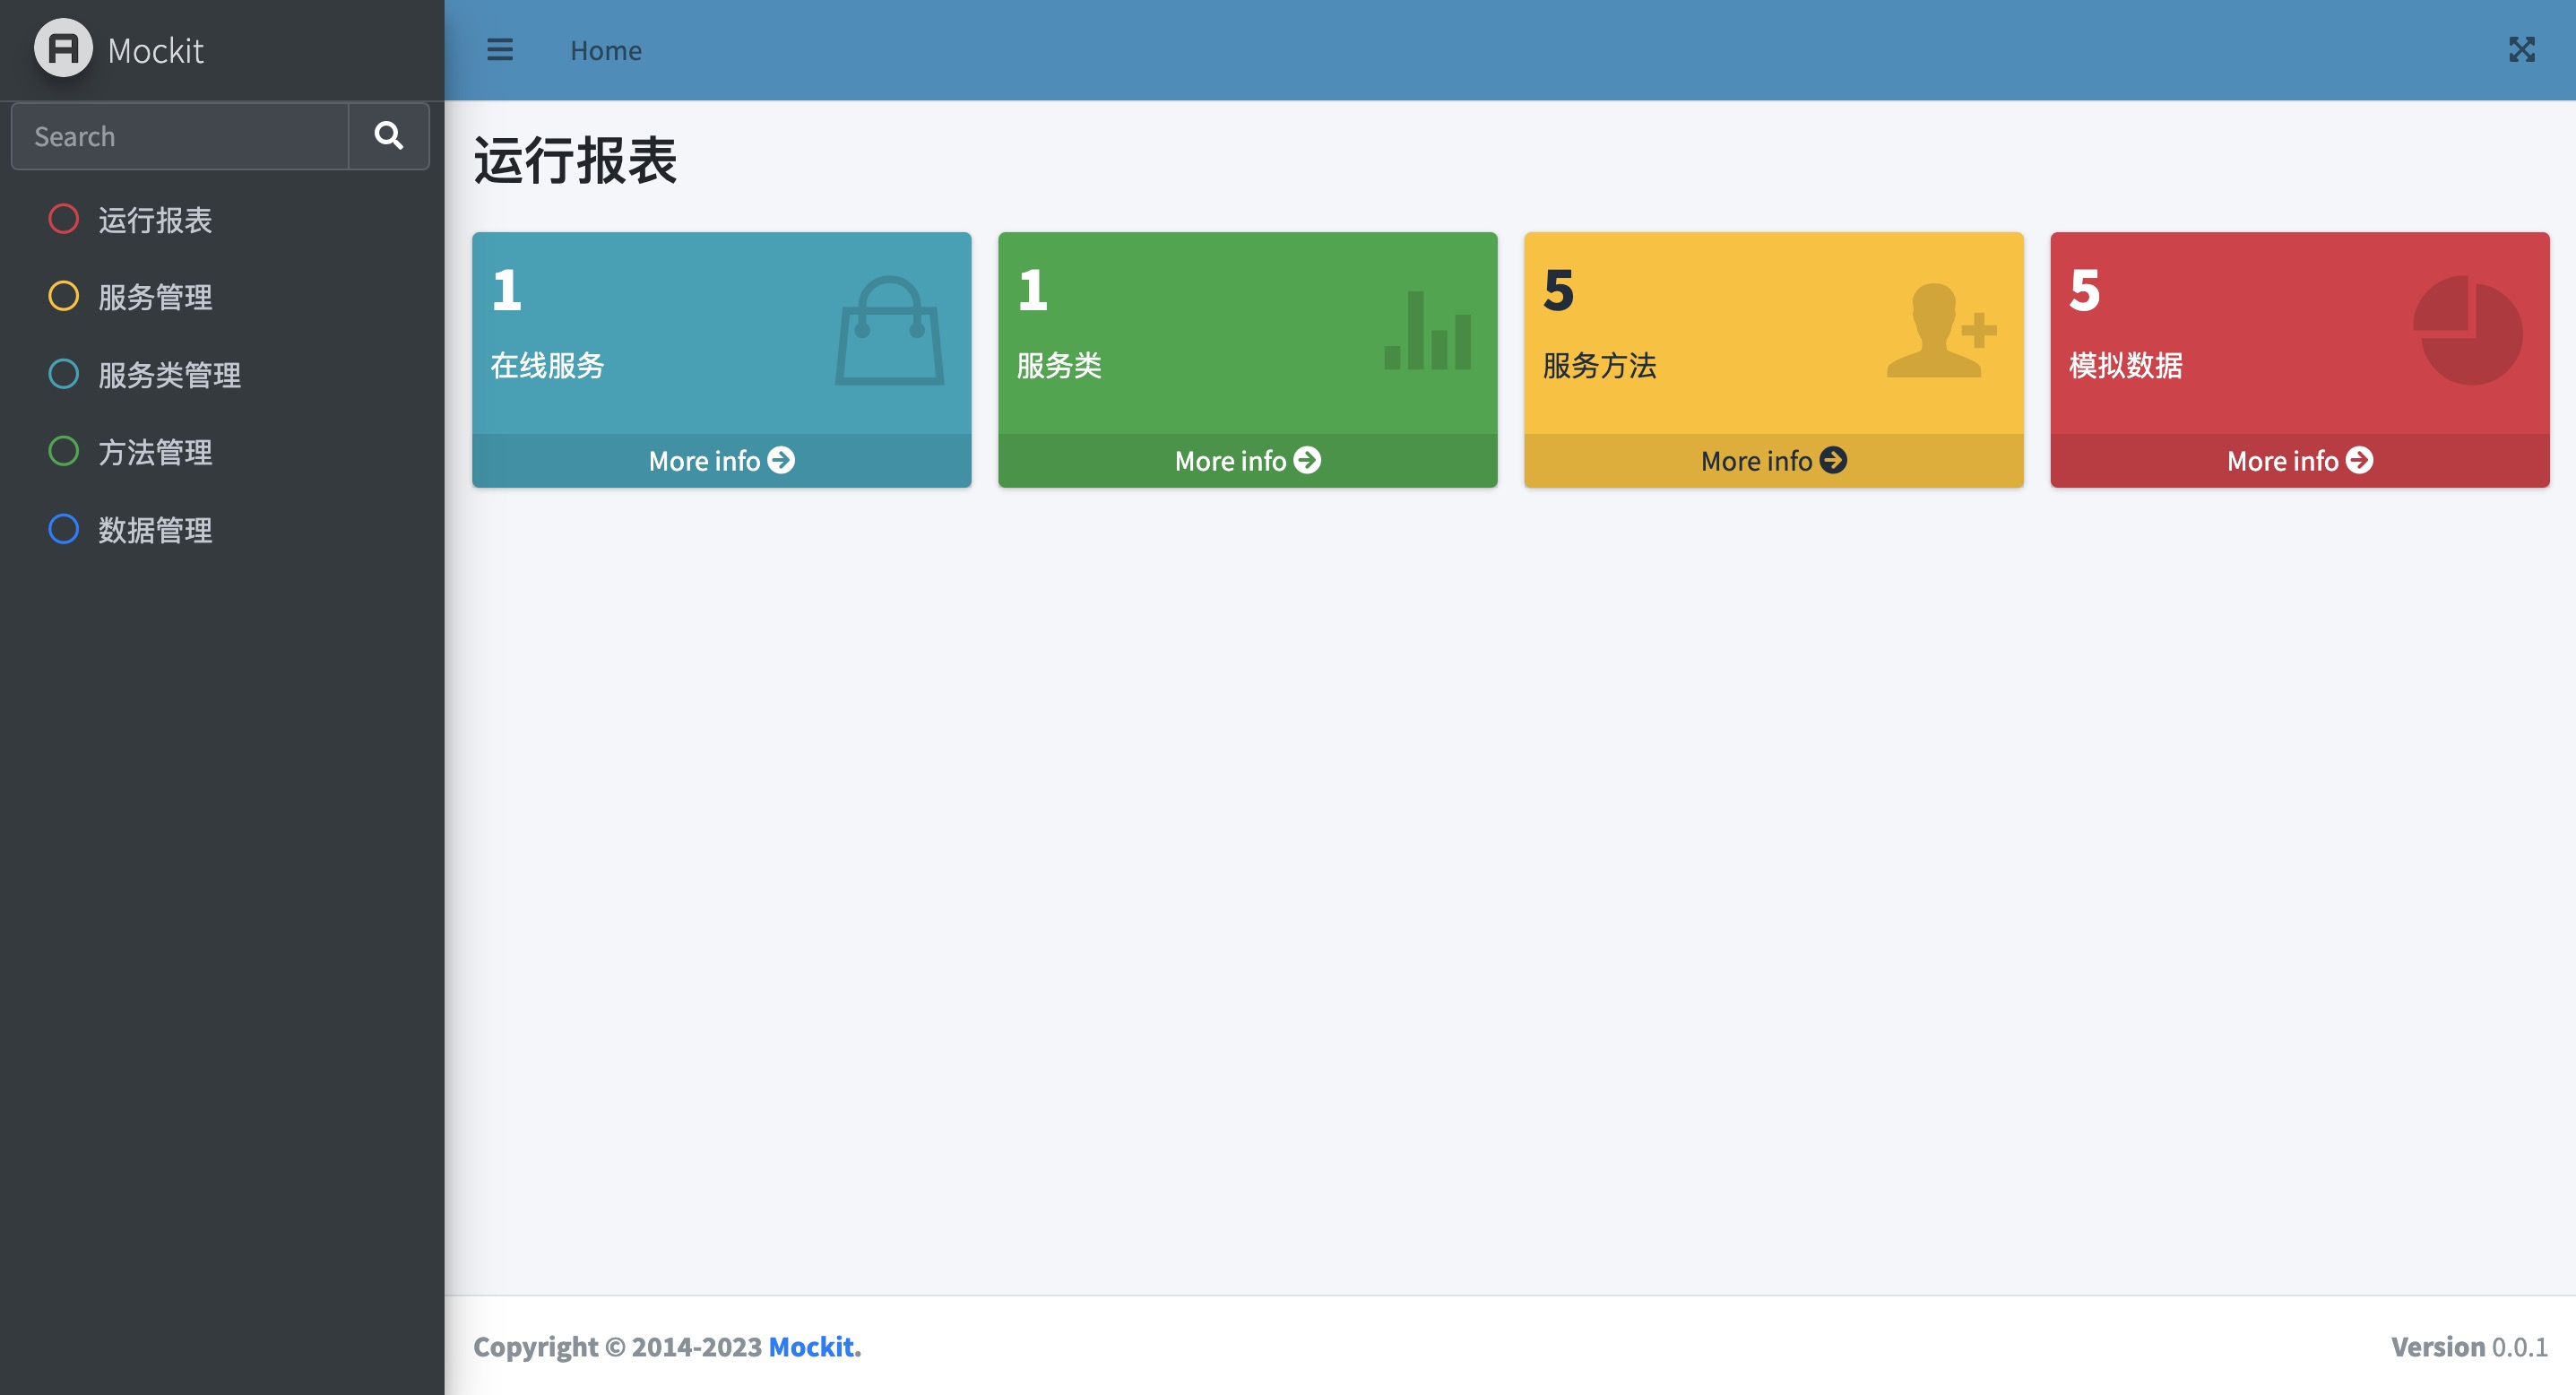 Mockit
Home
Search
运行报表
服务管理
服务类管理
方法管理
数据管理
运行报表
1
在线服务
More info
1
服务类
More info
5
服务方法
More info
5
模拟数据
More info
Copyright © 2014-2023 Mockit.
Version 0.0.1